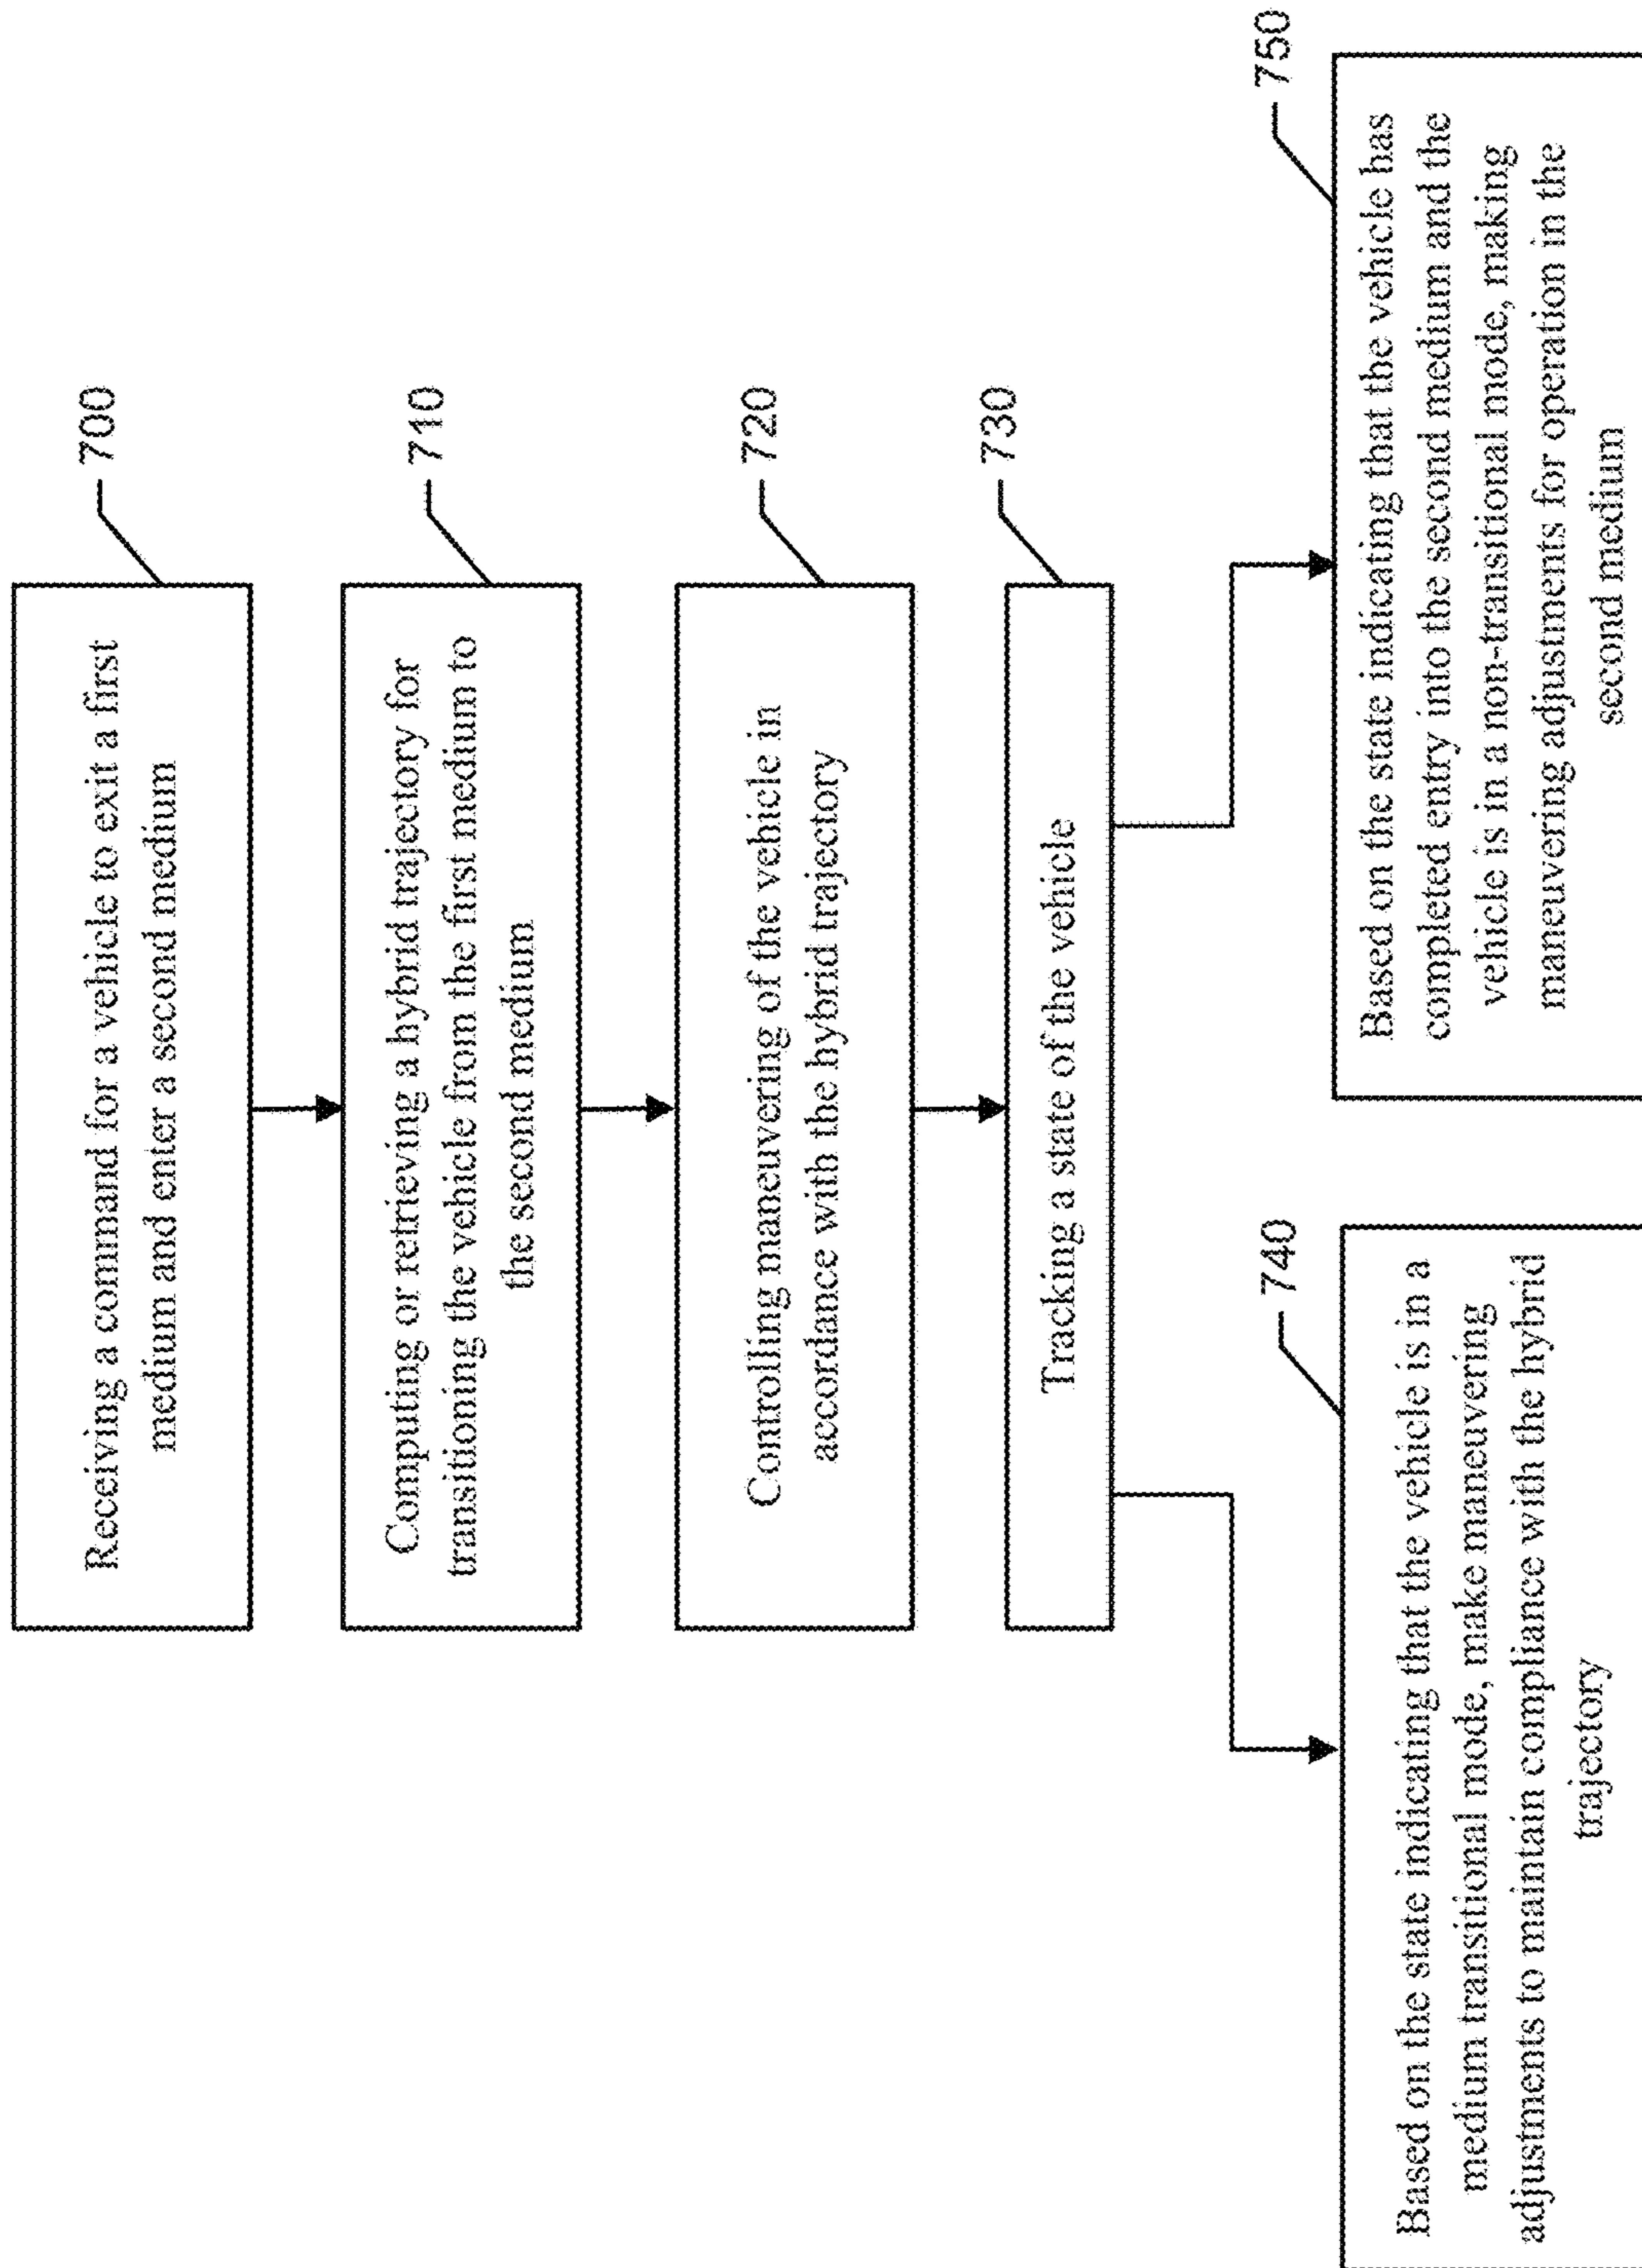 700
Receiving a command for a vehicle to exit a first
medium and enter a second medium
710
Computing or retrieving a hybrid trajectory for
transitioning the vehicle from the first medium to
the second medium
720
Controlling maneuvering of the vehicle in
accordance with the hybrid trajectory
730
Tracking a state of the vehicle
740
Based on the state indicating that the vehicle is in a
medium transitional mode, make maneuvering
adjustments to maintain compliance with the hybrid
trajectory
750
Based on the state indicating that the vehicle has
completed entry into the second medium and the
vehicle is in a non-transitional mode, making
maneuvering adjustments for operation in the
second medium